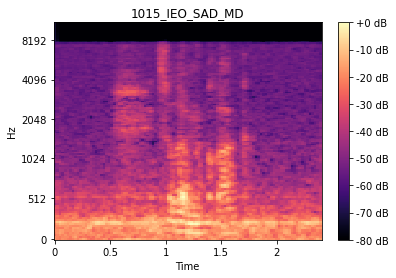 1015_IEO_SAD_MD
+0 dB
8192
-10 dB
4096
-20 dB
-30 dB
2048
Hz
-40 dB
1024
-50 dB
512
-60 dB
-70 dB
0
-80 dB
0 0.5 1 1.5 2
Time